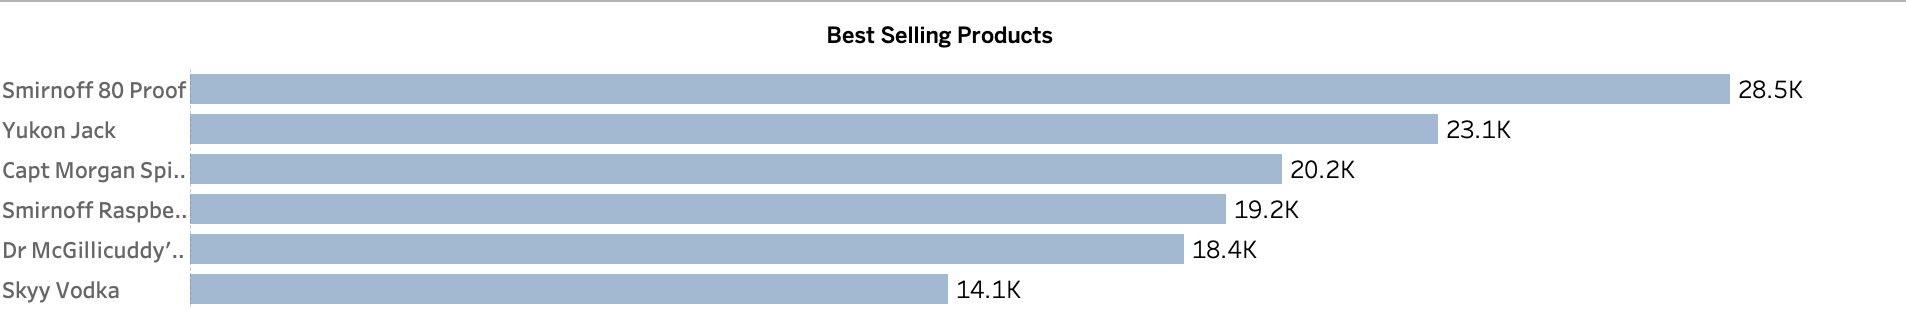 Best Selling Products
Smirnoff 80 Proof 28.5K
Yukon Jack 23.1K
Capt Morgan Spi.. 20.2K
Smirnoff Raspbe.. 19.2K
Dr McGillicuddy’.. 18.4K
Skyy Vodka 14.1K